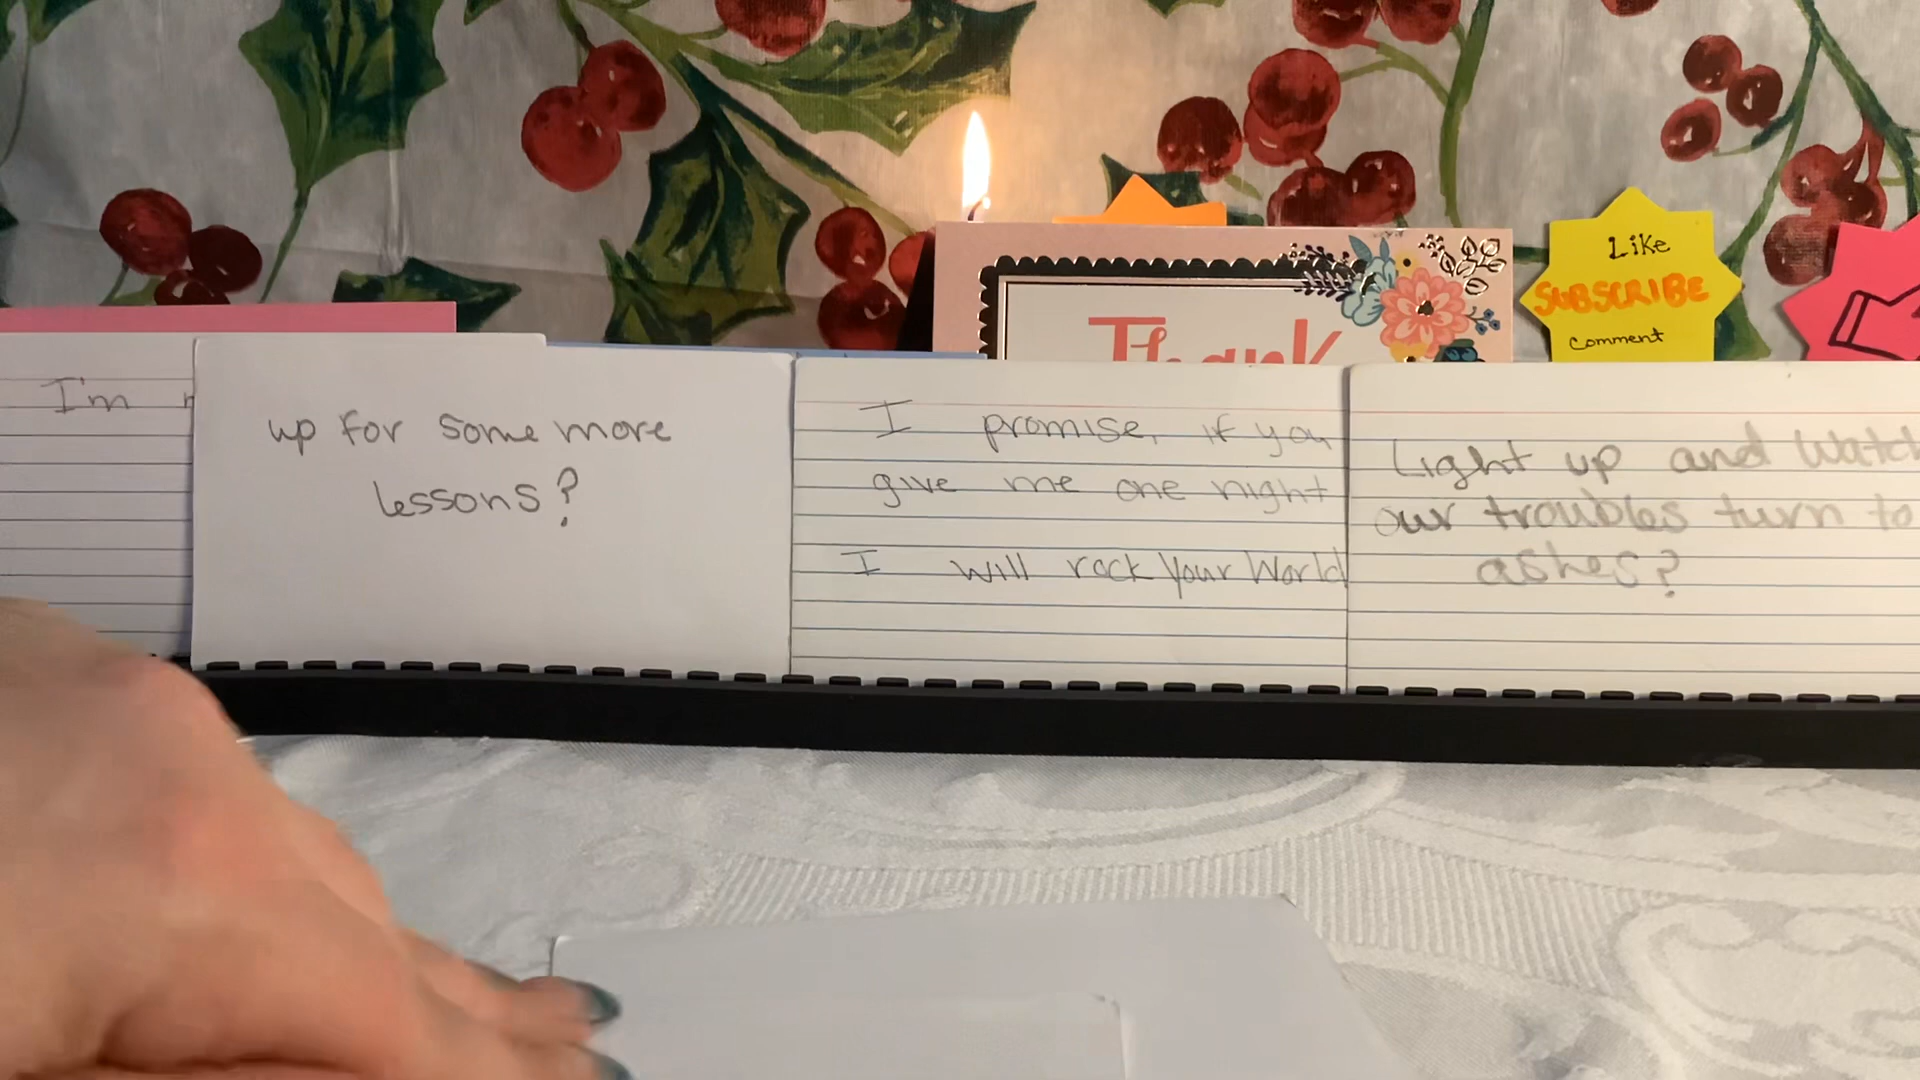 Like
SUBSCRIBE
Comment
Thank
I'm
up for some more
lessons?
I promise, if you
give me one night
I will rock your World
Light up and Watch
our troubles turn to
ashes?